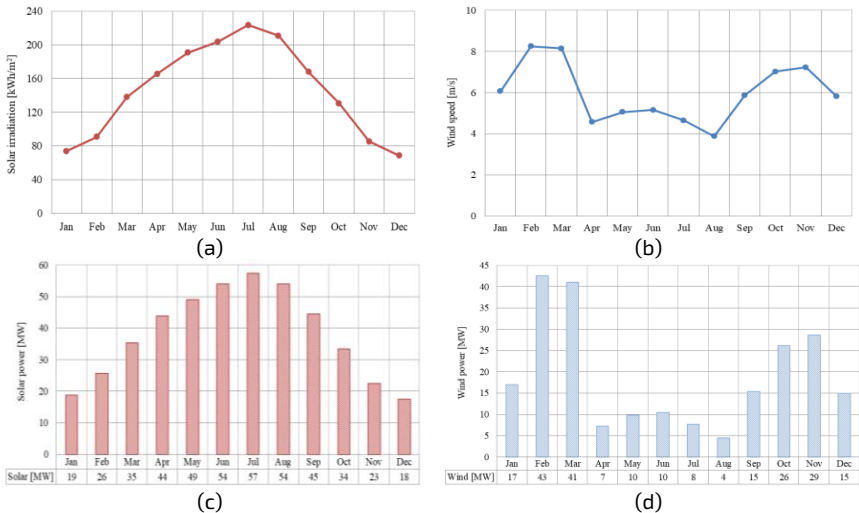 Solar irradiation [kWh/m²]
240
200
160
120
80
40
0
Jan Feb Mar Apr May Jun Jul Aug Sep Oct Nov Dec
(a)
Wind speed [m/s]
10
8
6
4
2
0
Jan Feb Mar Apr May Jun Jul Aug Sep Oct Nov Dec
(b)
Solar power [MW]
60
50
40
30
20
10
0
Jan Feb Mar Apr May Jun Jul Aug Sep Oct Nov Dec
Solar [MW] 19 26 35 44 49 54 57 54 45 34 23 18
(c)
Wind power [MW]
45
40
35
30
25
20
15
10
5
0
Jan Feb Mar Apr May Jun Jul Aug Sep Oct Nov Dec
Wind [MW] 17 43 41 7 10 10 8 4 15 26 29 15
(d)